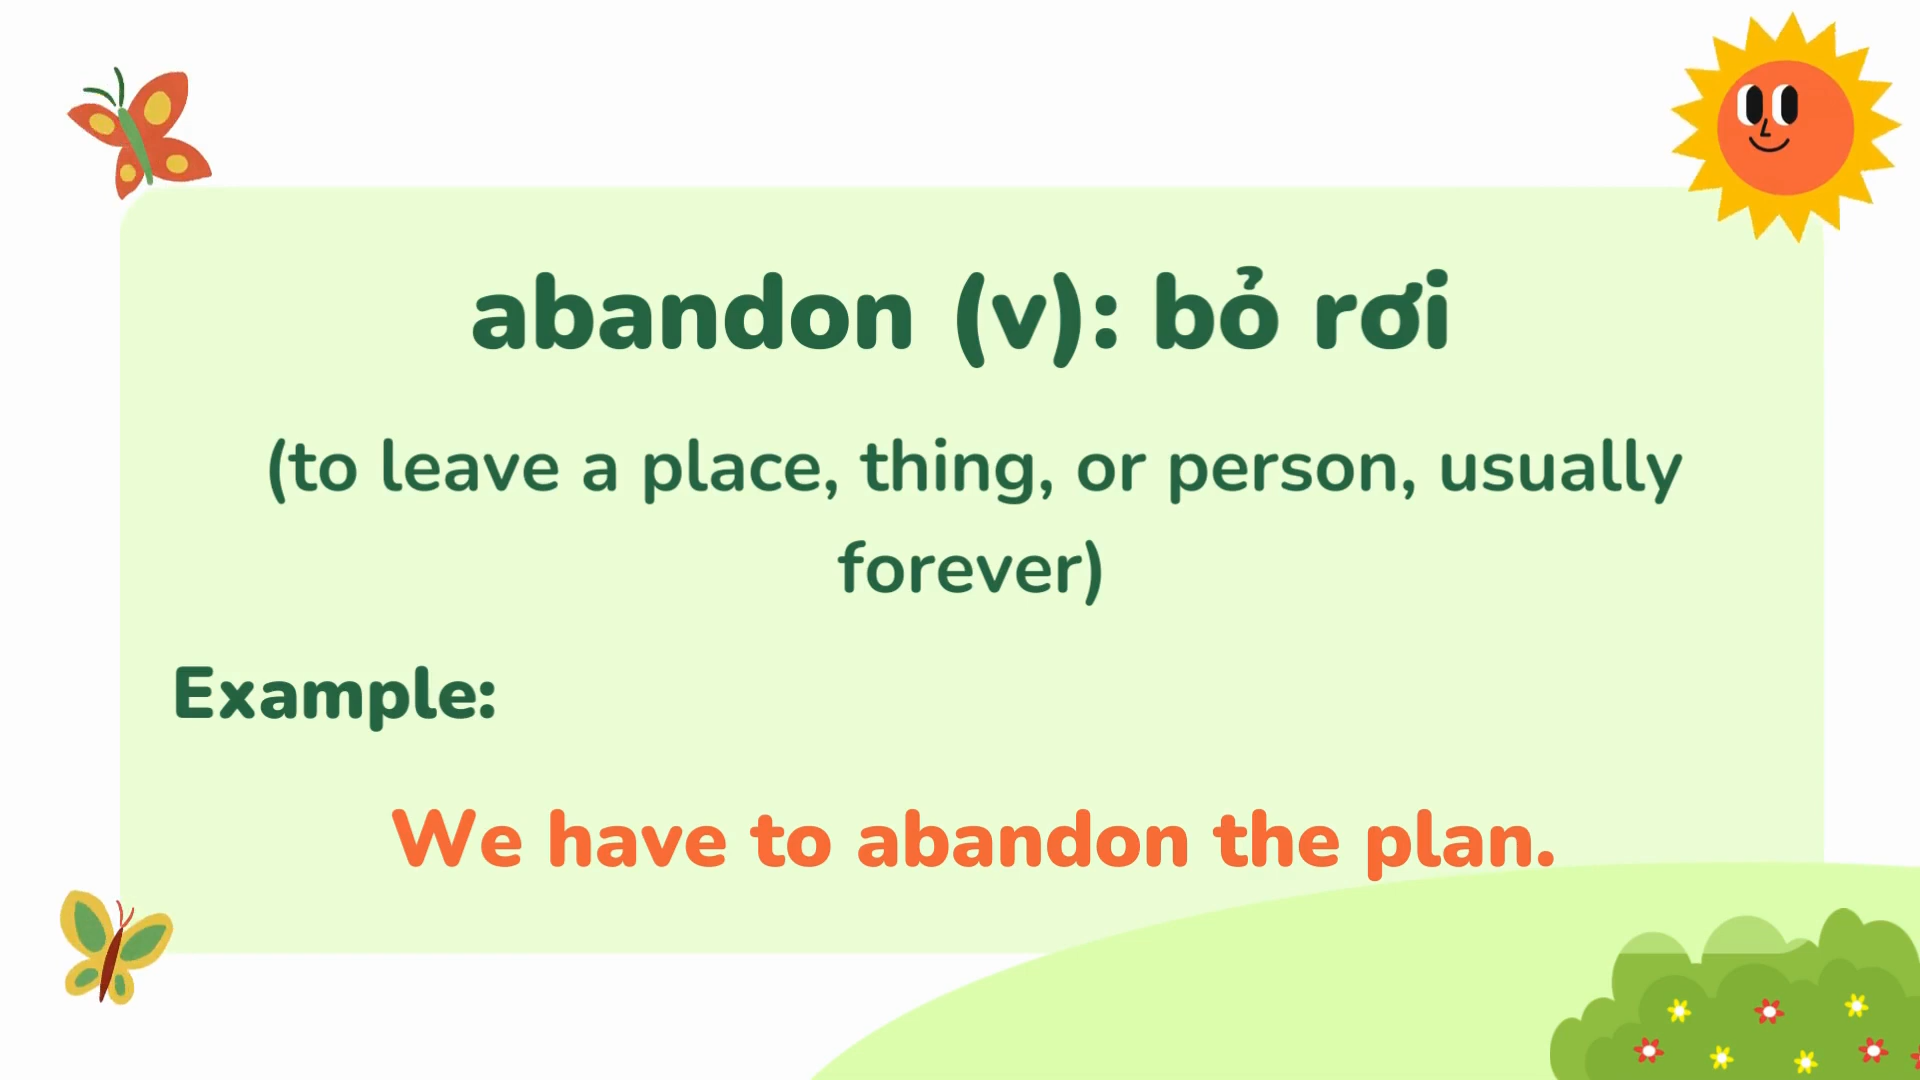 abandon (v): bỏ rơi
(to leave a place, thing, or person, usually
forever)
Example:
We have to abandon the plan.